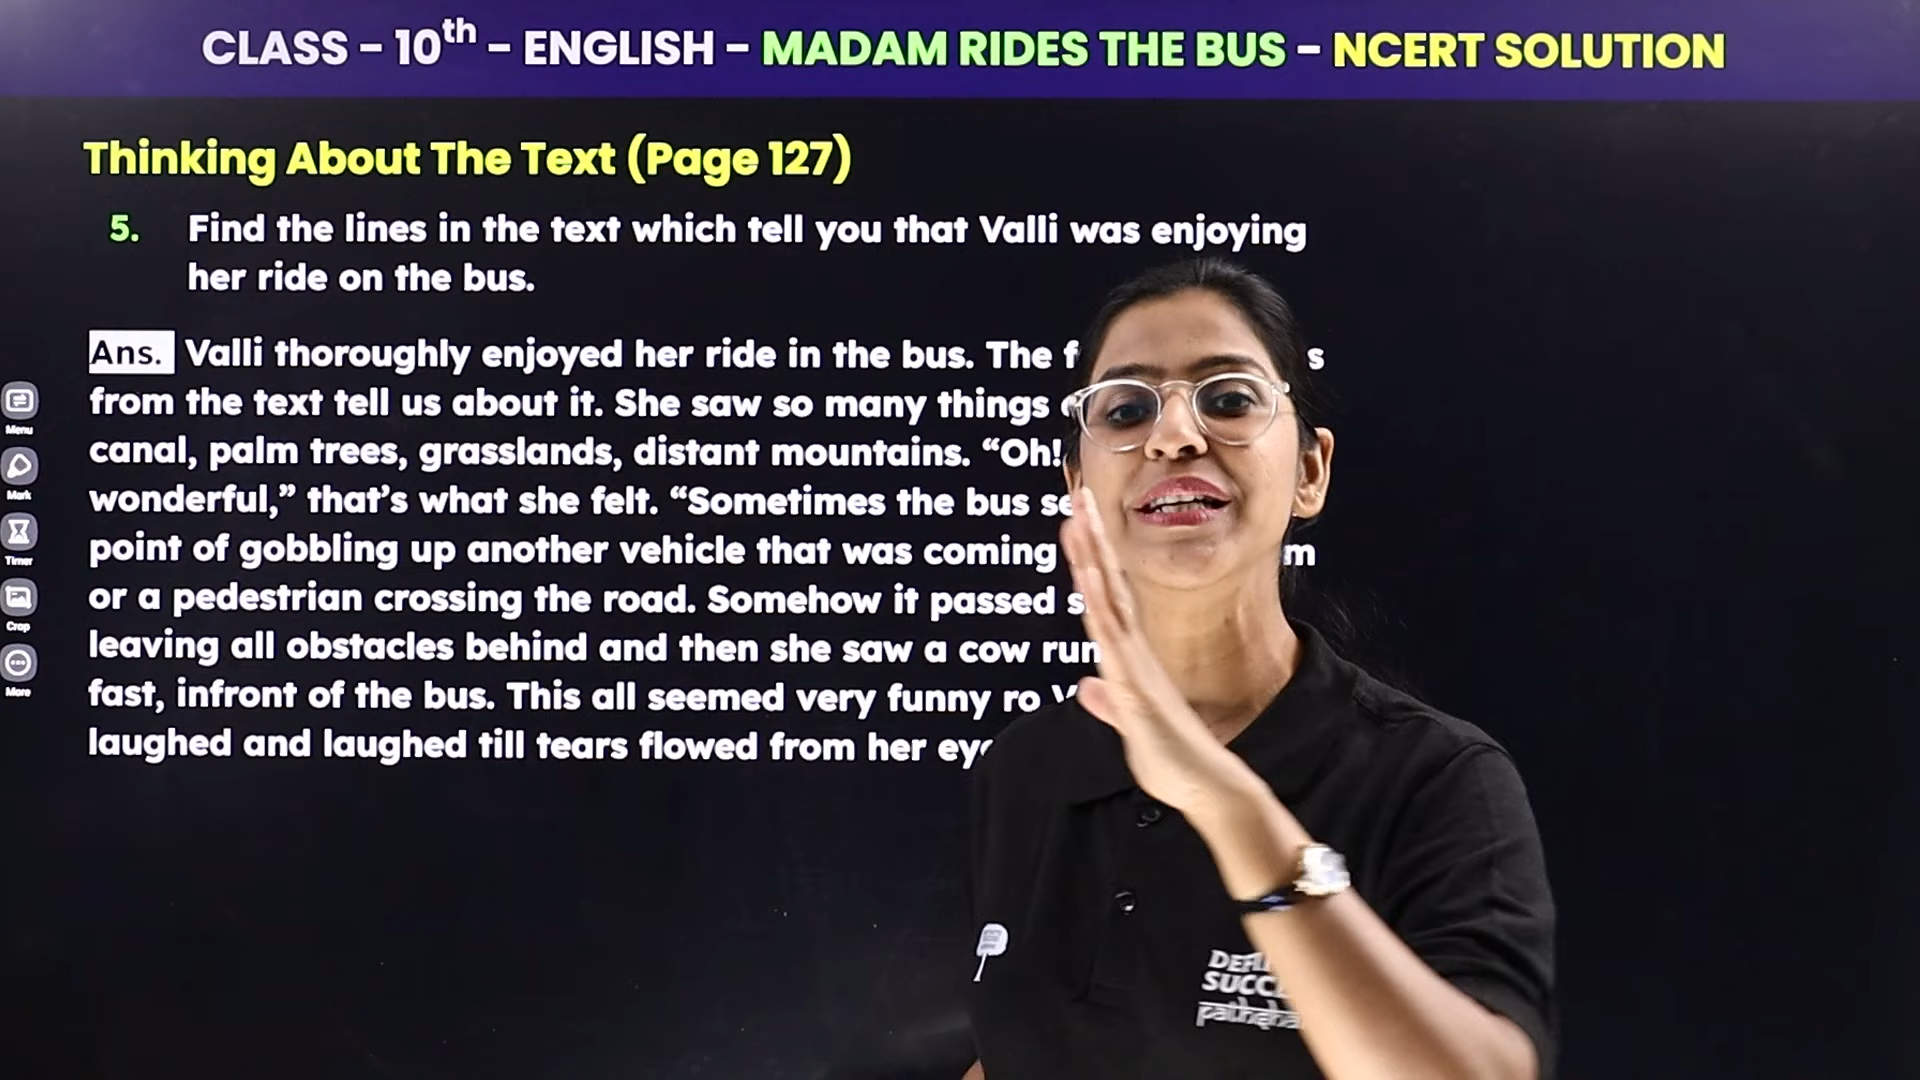 CLASS – 10th – ENGLISH – MADAM RIDES THE BUS – NCERT SOLUTION
Thinking About The Text (Page 127)
5. Find the lines in the text which tell you that Valli was enjoying
her ride on the bus.
Ans. Valli thoroughly enjoyed her ride in the bus. The
from the text tell us about it. She saw so many things
canal, palm trees, grasslands, distant mountains. “Oh!
wonderful,” that’s what she felt. “Sometimes the bus
point of gobbling up another vehicle that was coming
or a pedestrian crossing the road. Somehow it passed
leaving all obstacles behind and then she saw a cow
fast, infront of the bus. This all seemed very funny ro
laughed and laughed till tears flowed from her
Menu
Mark
Timer
Crop
More